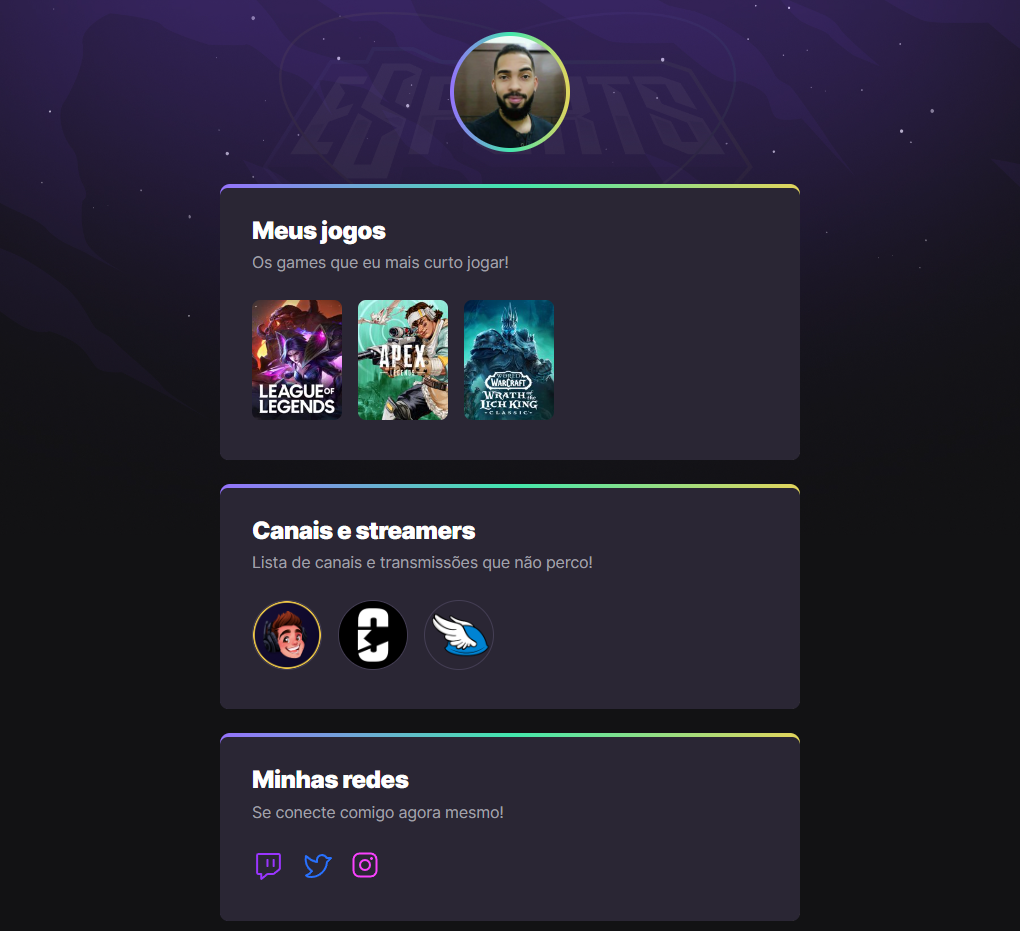 ESPORTS
Meus jogos
Os games que eu mais curto jogar!
LEAGUE OF
LEGENDS
APEX
LEGENDS
WORLD
WARCRAFT
WRATH of the
LICH KING
CLASSIC
Canais e streamers
Lista de canais e transmissões que não perco!
Minhas redes
Se conecte comigo agora mesmo!